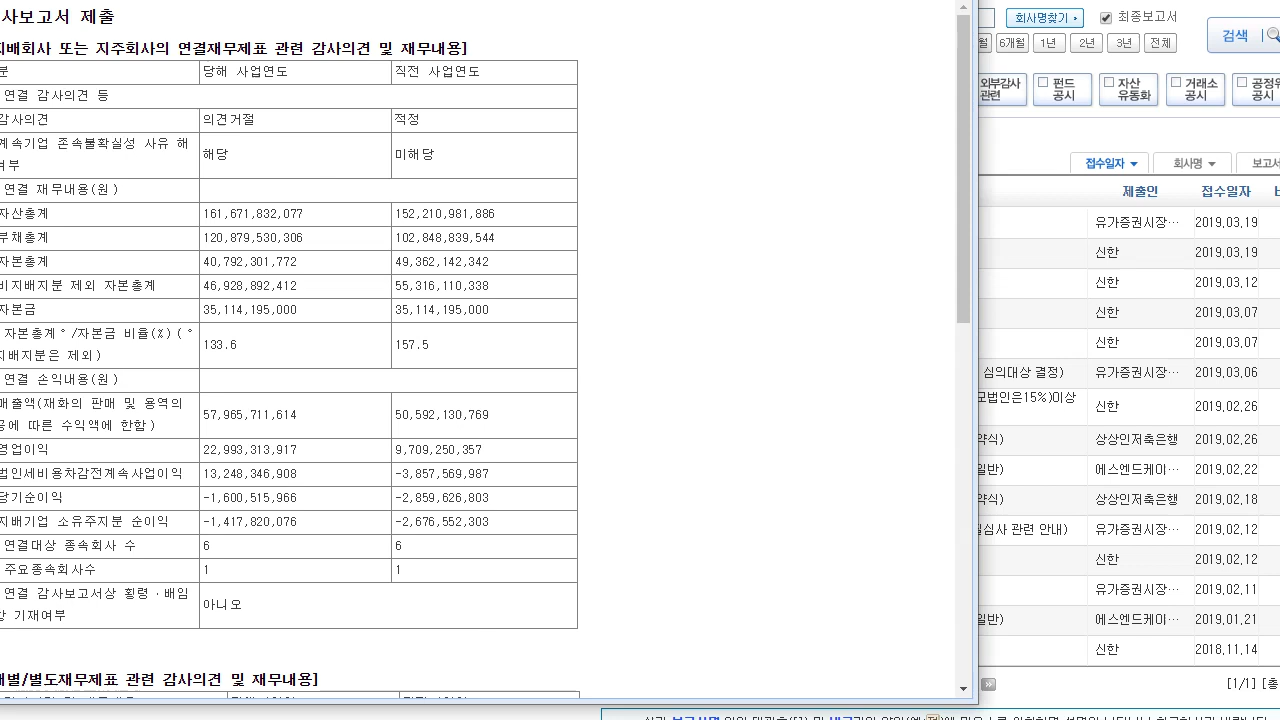 사보고서 제출
지배회사 또는 지주회사의 연결재무제표 관련 감사의견 및 재무내용]
분 당해 사업연도 직전 사업연도
연결 감사의견 등
감사의견 의견거절 적정
계속기업 존속불확실성 사유 해
여부 해당 미해당
연결 재무내용(원)
자산총계 161,671,832,077 152,210,981,886
부채총계 120,879,530,306 102,848,839,544
자본총계 40,792,301,772 49,362,142,342
비지배지분 제외 자본총계 46,928,892,412 55,316,110,338
자본금 35,114,195,000 35,114,195,000
자본총계*/자본금 비율(%)(*
지배지분은 제외) 133.6 157.5
연결 손익내용(원)
매출액(재화의 판매 및 용역의
공에 따른 수익액에 한함) 57,965,711,614 50,592,130,769
영업이익 22,993,313,917 9,709,250,357
법인세비용차감전계속사업이익 13,248,346,908 -3,857,569,987
당기순이익 -1,600,515,966 -2,859,626,803
지배기업 소유주지분 순이익 -1,417,820,076 -2,676,552,303
연결대상 종속회사 수 6 6
주요종속회사수 1 1
연결 감사보고서상 횡령·배임
항 기재여부 아니오
개별/별도재무제표 관련 감사의견 및 재무내용]
회사명찾기 최종보고서
월 6개월 1년 2년 3년 전체
검색
외부감사
관련
펀드
공시
자산
유동화
거래소
공시
공정위
공시
접수일자 회사명 보고서
제출인 접수일자
유가증권시장… 2019.03.19
신한 2019.03.19
신한 2019.03.12
신한 2019.03.07
신한 2019.03.07
심의대상 결정) 유가증권시장… 2019.03.06
모법인은15%)이상 신한 2019.02.26
약식) 상상인저축은행 2019.02.26
일반) 에스엔드케이… 2019.02.22
약식) 상상인저축은행 2019.02.18
실심사 관련 안내) 유가증권시장… 2019.02.12
신한 2019.02.12
유가증권시장… 2019.02.11
일반) 에스엔드케이… 2019.01.21
신한 2018.11.14
[1/1] [총